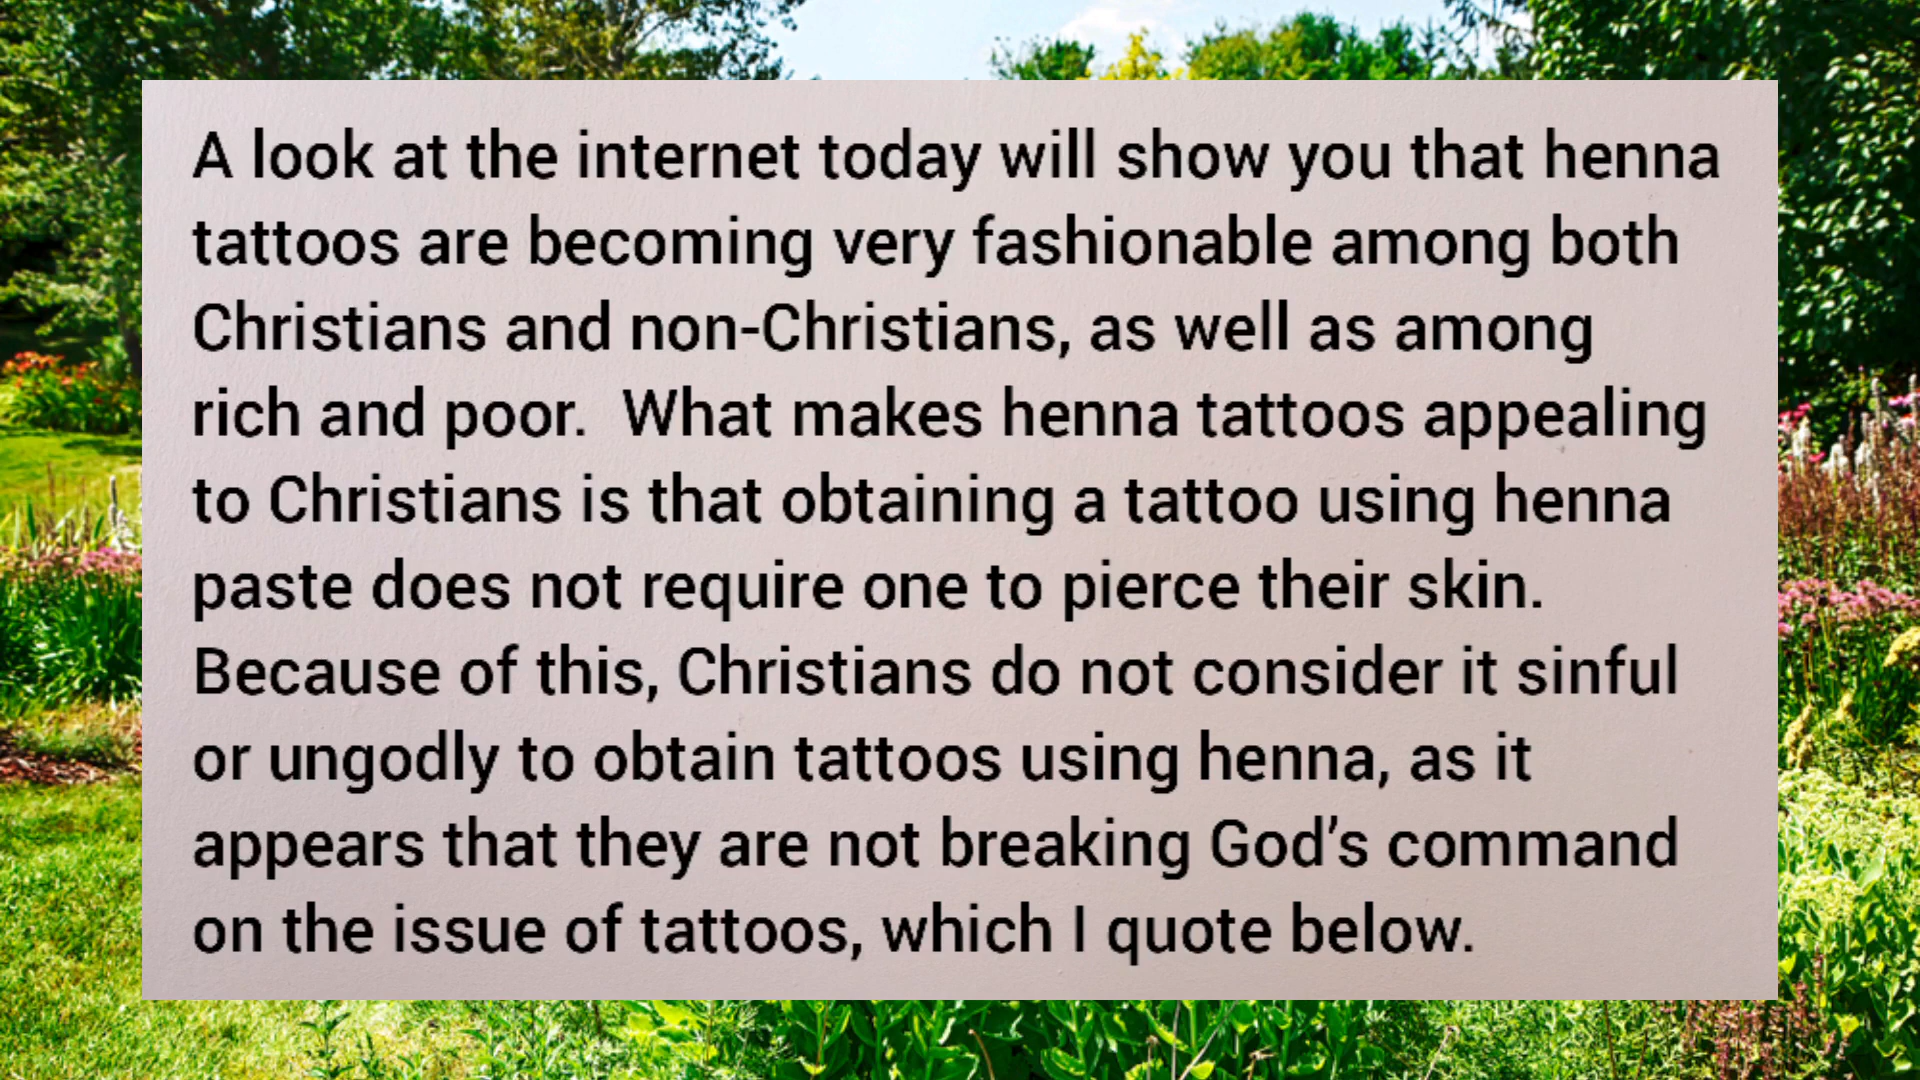 A look at the internet today will show you that henna
tattoos are becoming very fashionable among both
Christians and non-Christians, as well as among
rich and poor.  What makes henna tattoos appealing
to Christians is that obtaining a tattoo using henna
paste does not require one to pierce their skin.
Because of this, Christians do not consider it sinful
or ungodly to obtain tattoos using henna, as it
appears that they are not breaking God’s command
on the issue of tattoos, which I quote below.